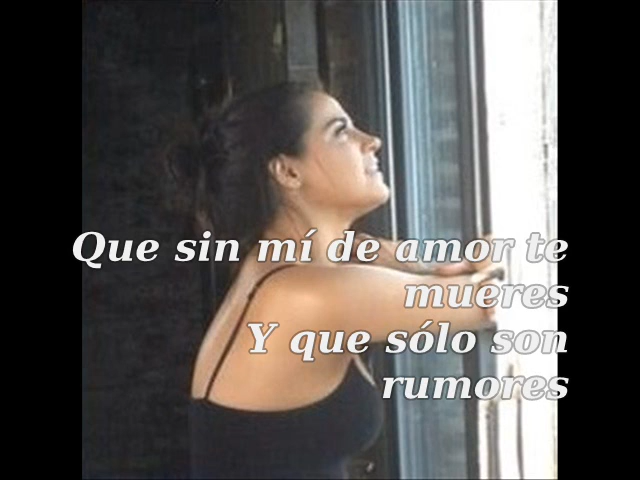 Que sin mí de amor te
mueres
Y que sólo son
rumores